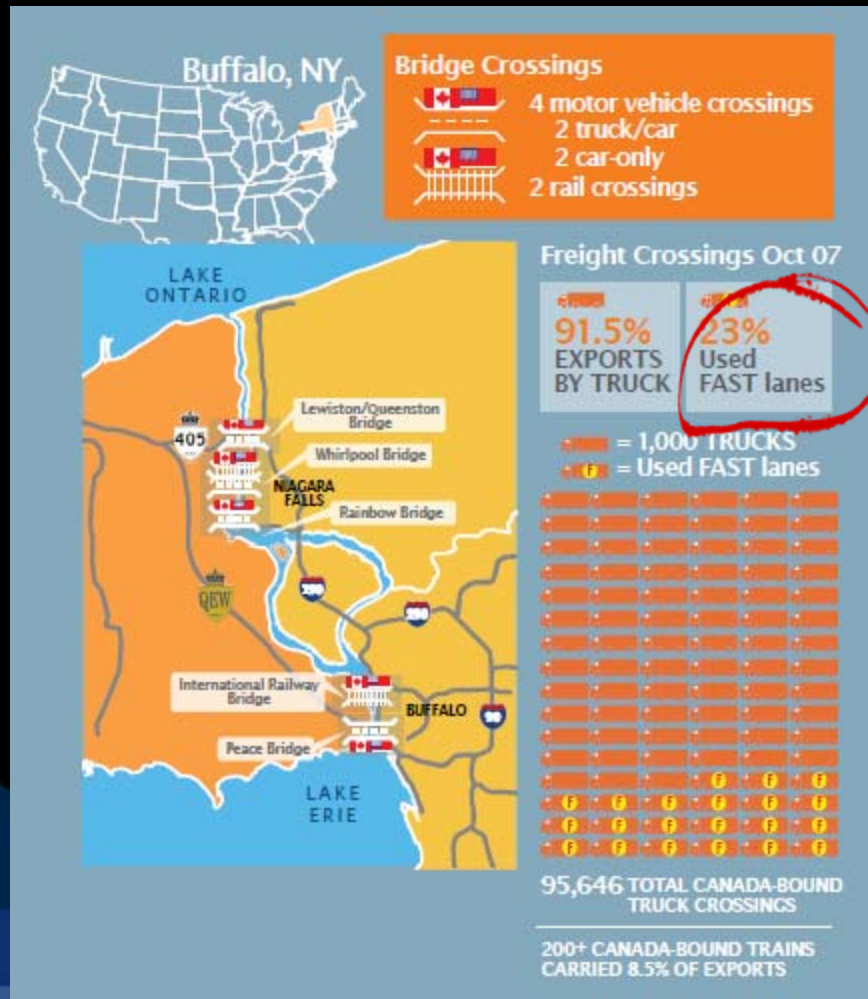 Buffalo, NY
Bridge Crossings
4 motor vehicle crossings
2 truck/car
2 car-only
2 rail crossings
Freight Crossings Oct 07
91.5%
EXPORTS
BY TRUCK
23%
Used
FAST lanes
= 1,000 TRUCKS
F = Used FAST lanes
LAKE
ONTARIO
405
Lewiston/Queenston
Bridge
Whirlpool Bridge
NIAGARA
FALLS
Rainbow Bridge
QEW
290
International Railway
Bridge
BUFFALO
90
Peace Bridge
LAKE
ERIE
F F F
F F F F F F
F F F F F F
F F F F F F
95,646 TOTAL CANADA-BOUND
TRUCK CROSSINGS
200+ CANADA-BOUND TRAINS
CARRIED 8.5% OF EXPORTS